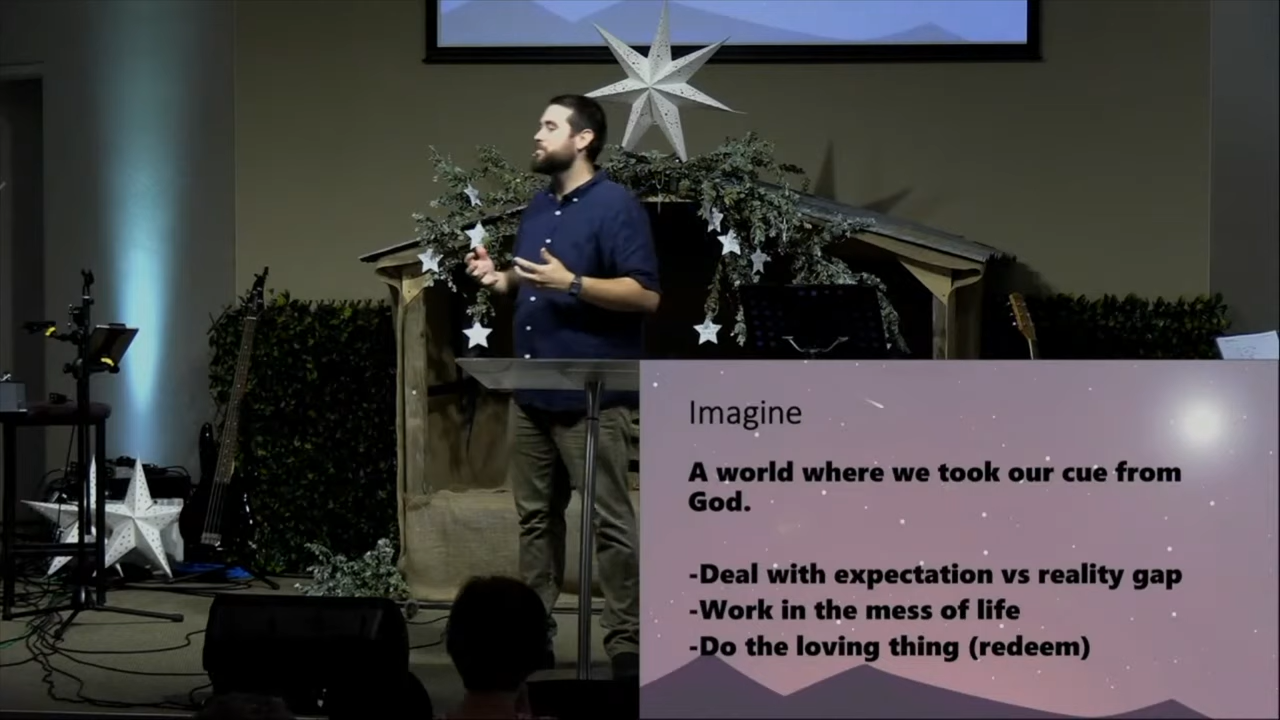 Imagine
A world where we took our cue from
God.
-Deal with expectation vs reality gap
-Work in the mess of life
-Do the loving thing (redeem)